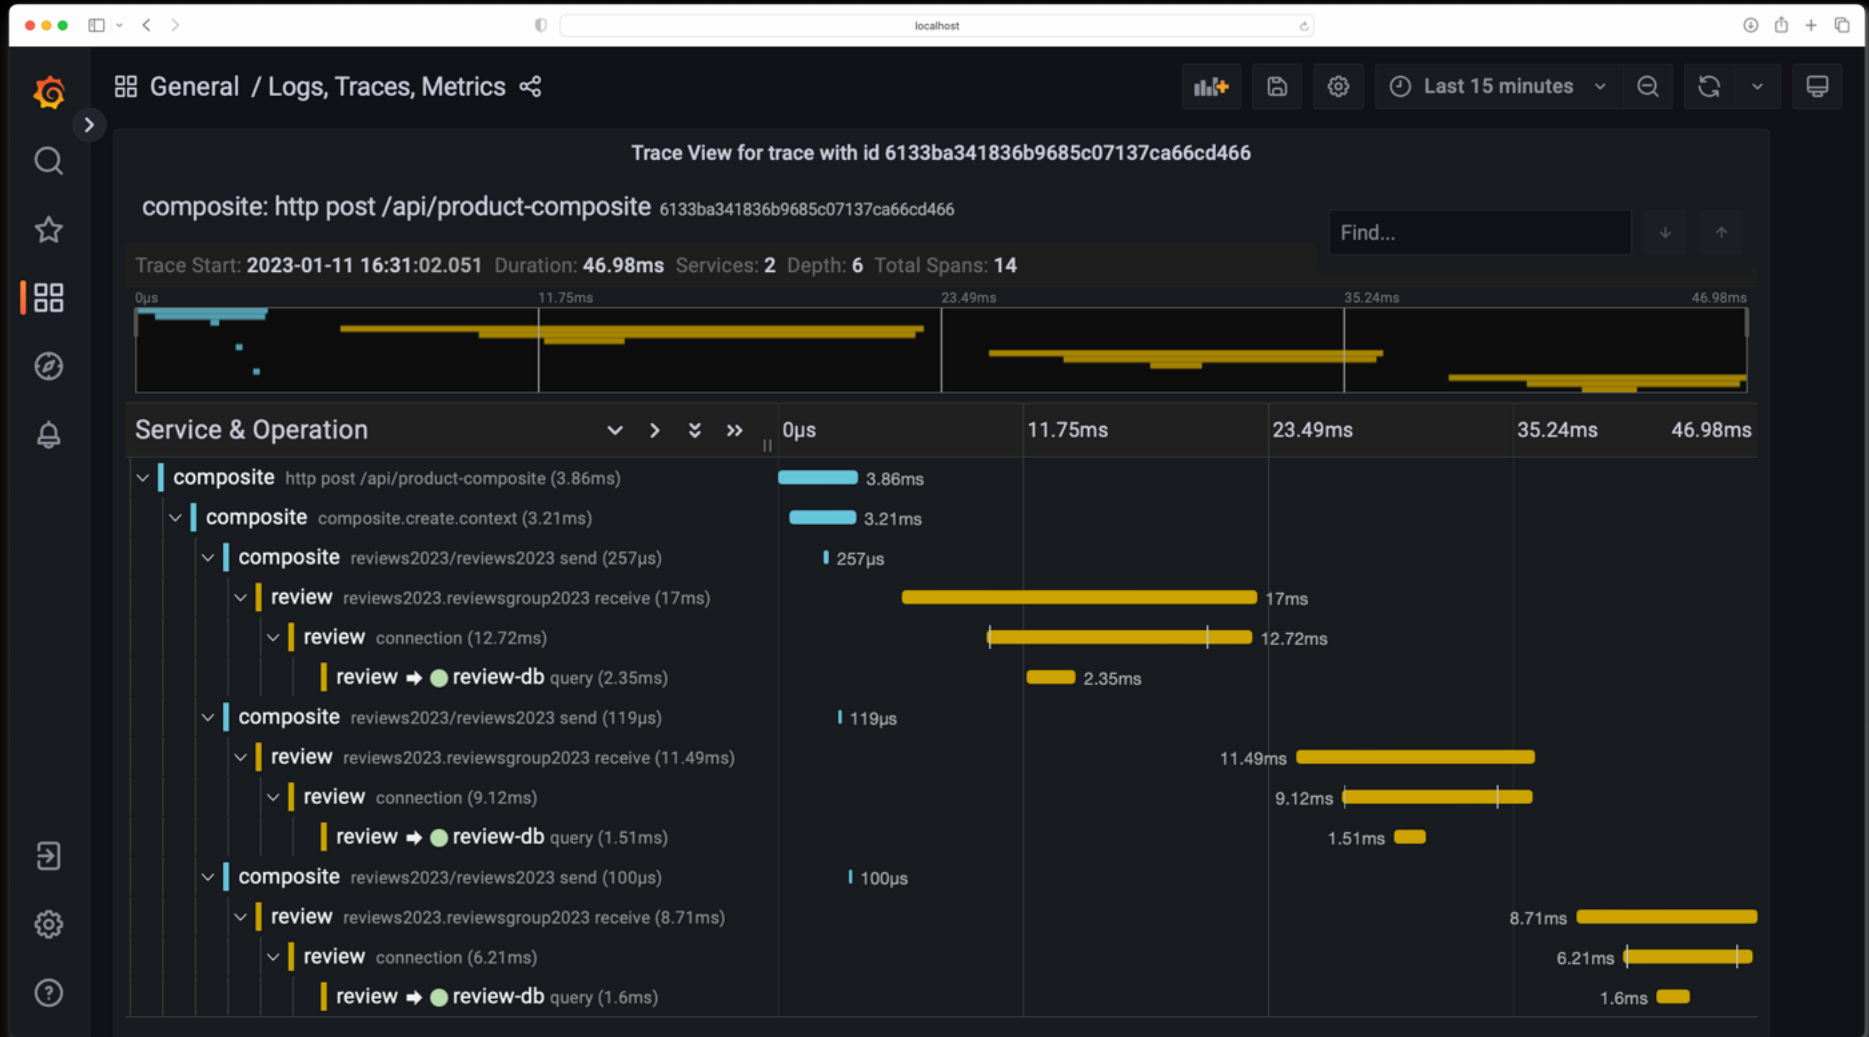 localhost
General / Logs, Traces, Metrics
Last 15 minutes
Trace View for trace with id 6133ba341836b9685c07137ca66cd466
composite: http post /api/product-composite 6133ba341836b9685c07137ca66cd466
Find...
Trace Start: 2023-01-11 16:31:02.051 Duration: 46.98ms Services: 2 Depth: 6 Total Spans: 14
0µs 11.75ms 23.49ms 35.24ms 46.98ms
Service & Operation 0µs 11.75ms 23.49ms 35.24ms 46.98ms
composite http post /api/product-composite (3.86ms) 3.86ms
composite composite.create.context (3.21ms) 3.21ms
composite reviews2023/reviews2023 send (257µs) 257µs
review reviews2023.reviewsgroup2023 receive (17ms) 17ms
review connection (12.72ms) 12.72ms
review review-db query (2.35ms) 2.35ms
composite reviews2023/reviews2023 send (119µs) 119µs
review reviews2023.reviewsgroup2023 receive (11.49ms) 11.49ms
review connection (9.12ms) 9.12ms
review review-db query (1.51ms) 1.51ms
composite reviews2023/reviews2023 send (100µs) 100µs
review reviews2023.reviewsgroup2023 receive (8.71ms) 8.71ms
review connection (6.21ms) 6.21ms
review review-db query (1.6ms) 1.6ms